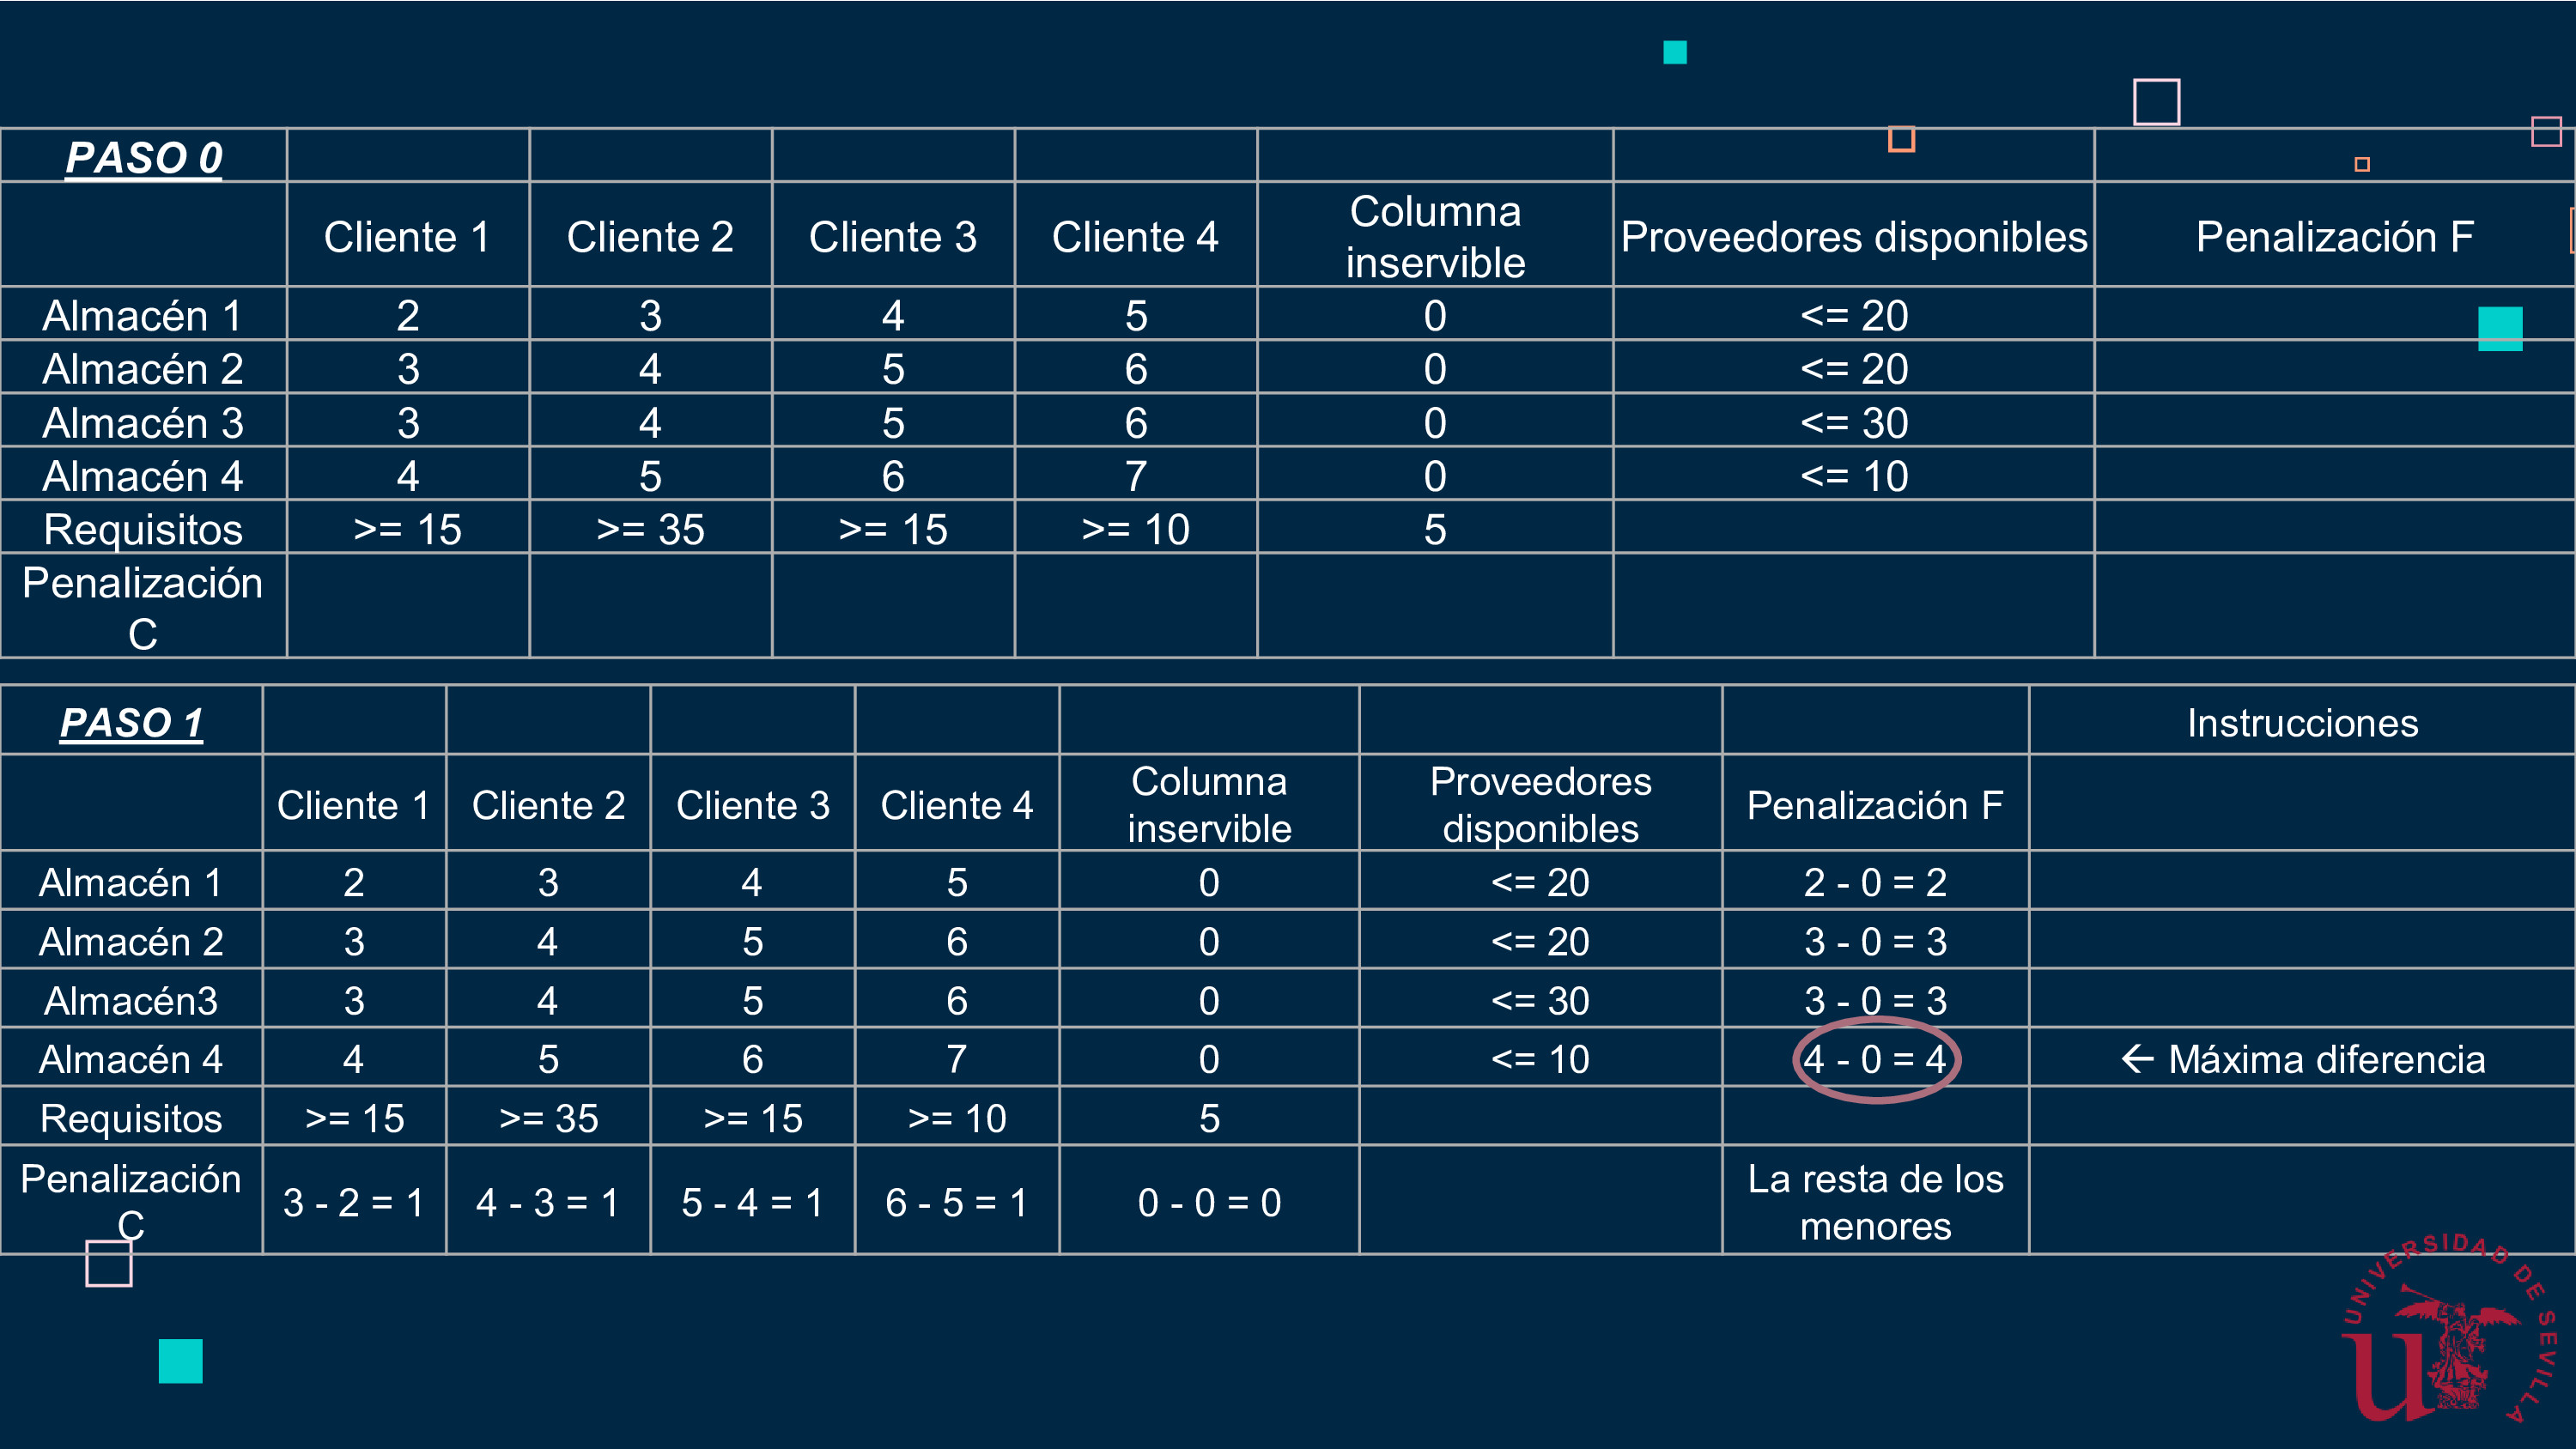 PASO 0
Cliente 1 Cliente 2 Cliente 3 Cliente 4 Columna inservible Proveedores disponibles Penalización F
Almacén 1 2 3 4 5 0 <= 20
Almacén 2 3 4 5 6 0 <= 20
Almacén 3 3 4 5 6 0 <= 30
Almacén 4 4 5 6 7 0 <= 10
Requisitos >= 15 >= 35 >= 15 >= 10 5
Penalización C
PASO 1 Instrucciones
Cliente 1 Cliente 2 Cliente 3 Cliente 4 Columna inservible Proveedores disponibles Penalización F
Almacén 1 2 3 4 5 0 <= 20 2 - 0 = 2
Almacén 2 3 4 5 6 0 <= 20 3 - 0 = 3
Almacén3 3 4 5 6 0 <= 30 3 - 0 = 3
Almacén 4 4 5 6 7 0 <= 10 4 - 0 = 4 ← Máxima diferencia
Requisitos >= 15 >= 35 >= 15 >= 10 5
Penalización C 3 - 2 = 1 4 - 3 = 1 5 - 4 = 1 6 - 5 = 1 0 - 0 = 0 La resta de los menores
UNIVERSIDAD DE SEVILLA
u